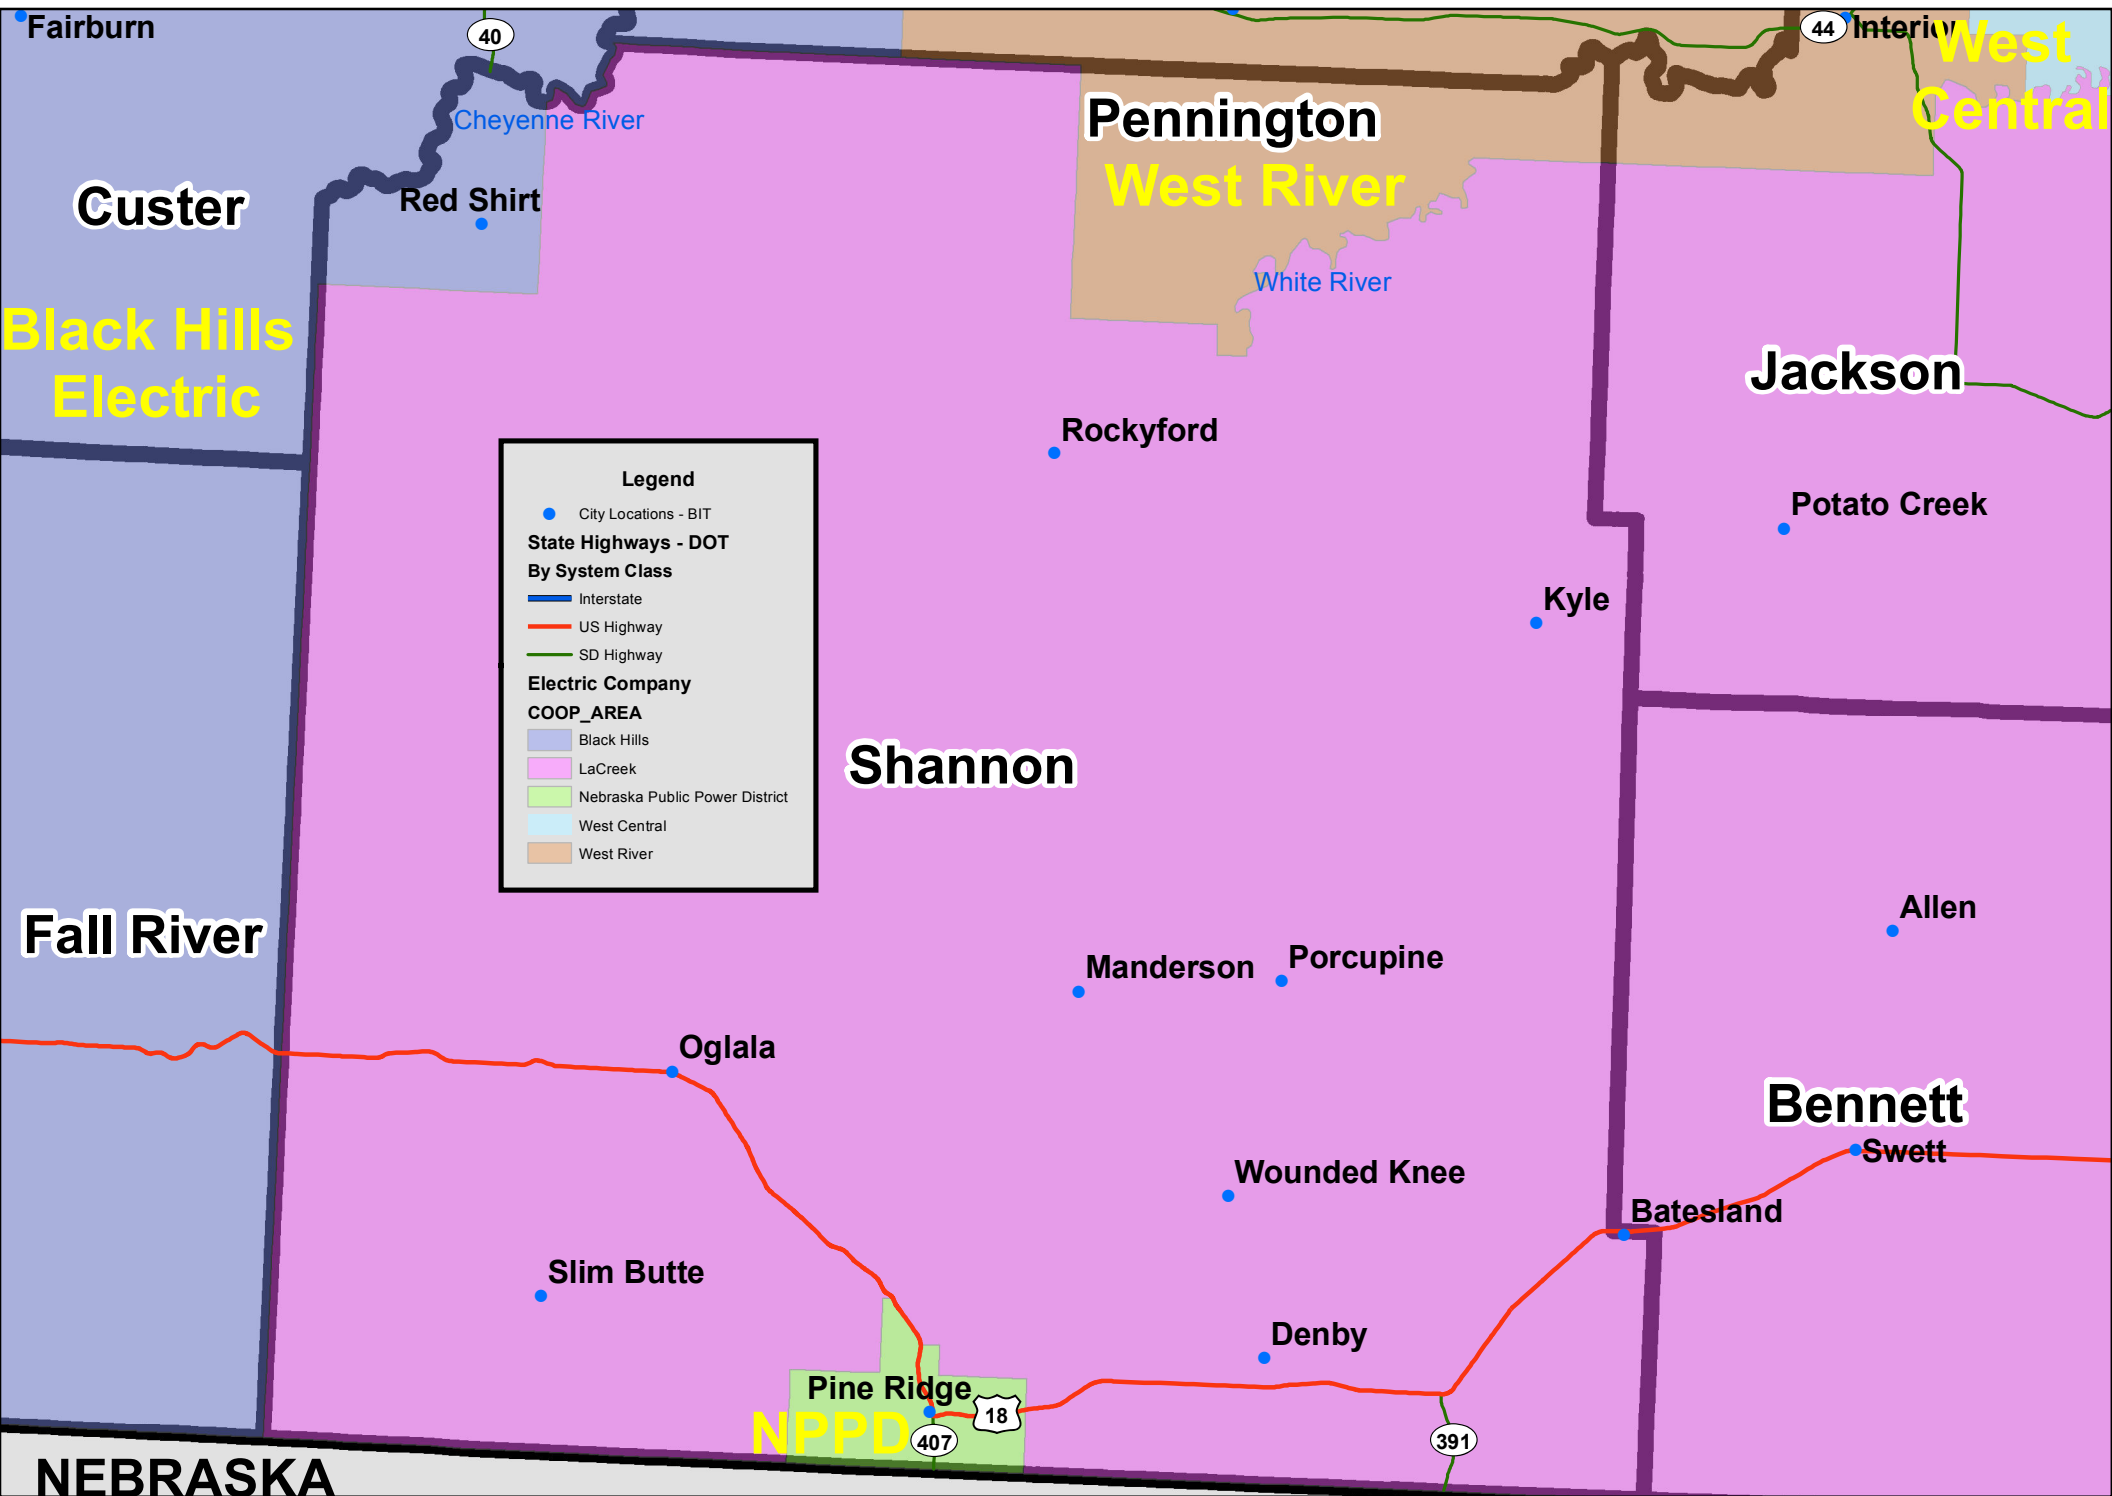 Fairburn
40
44
Interior
West
Central
Cheyenne River
Pennington
West River
Custer
Red Shirt
White River
Black Hills
Electric
Jackson
Rockyford
Legend
City Locations - BIT
State Highways - DOT
By System Class
Interstate
US Highway
SD Highway
Electric Company
COOP_AREA
Black Hills
LaCreek
Nebraska Public Power District
West Central
West River
Potato Creek
Kyle
Shannon
Fall River
Allen
Manderson
Porcupine
Oglala
Bennett
Swett
Wounded Knee
Batesland
Slim Butte
Denby
Pine Ridge
18
NPPD
407
391
NEBRASKA